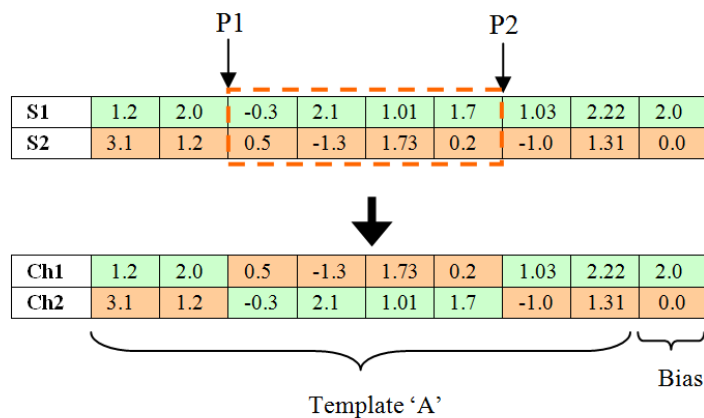 P1 P2
S1 1.2 2.0 -0.3 2.1 1.01 1.7 1.03 2.22 2.0
S2 3.1 1.2 0.5 -1.3 1.73 0.2 -1.0 1.31 0.0
Ch1 1.2 2.0 0.5 -1.3 1.73 0.2 1.03 2.22 2.0
Ch2 3.1 1.2 -0.3 2.1 1.01 1.7 -1.0 1.31 0.0
Bias
Template ‘A’